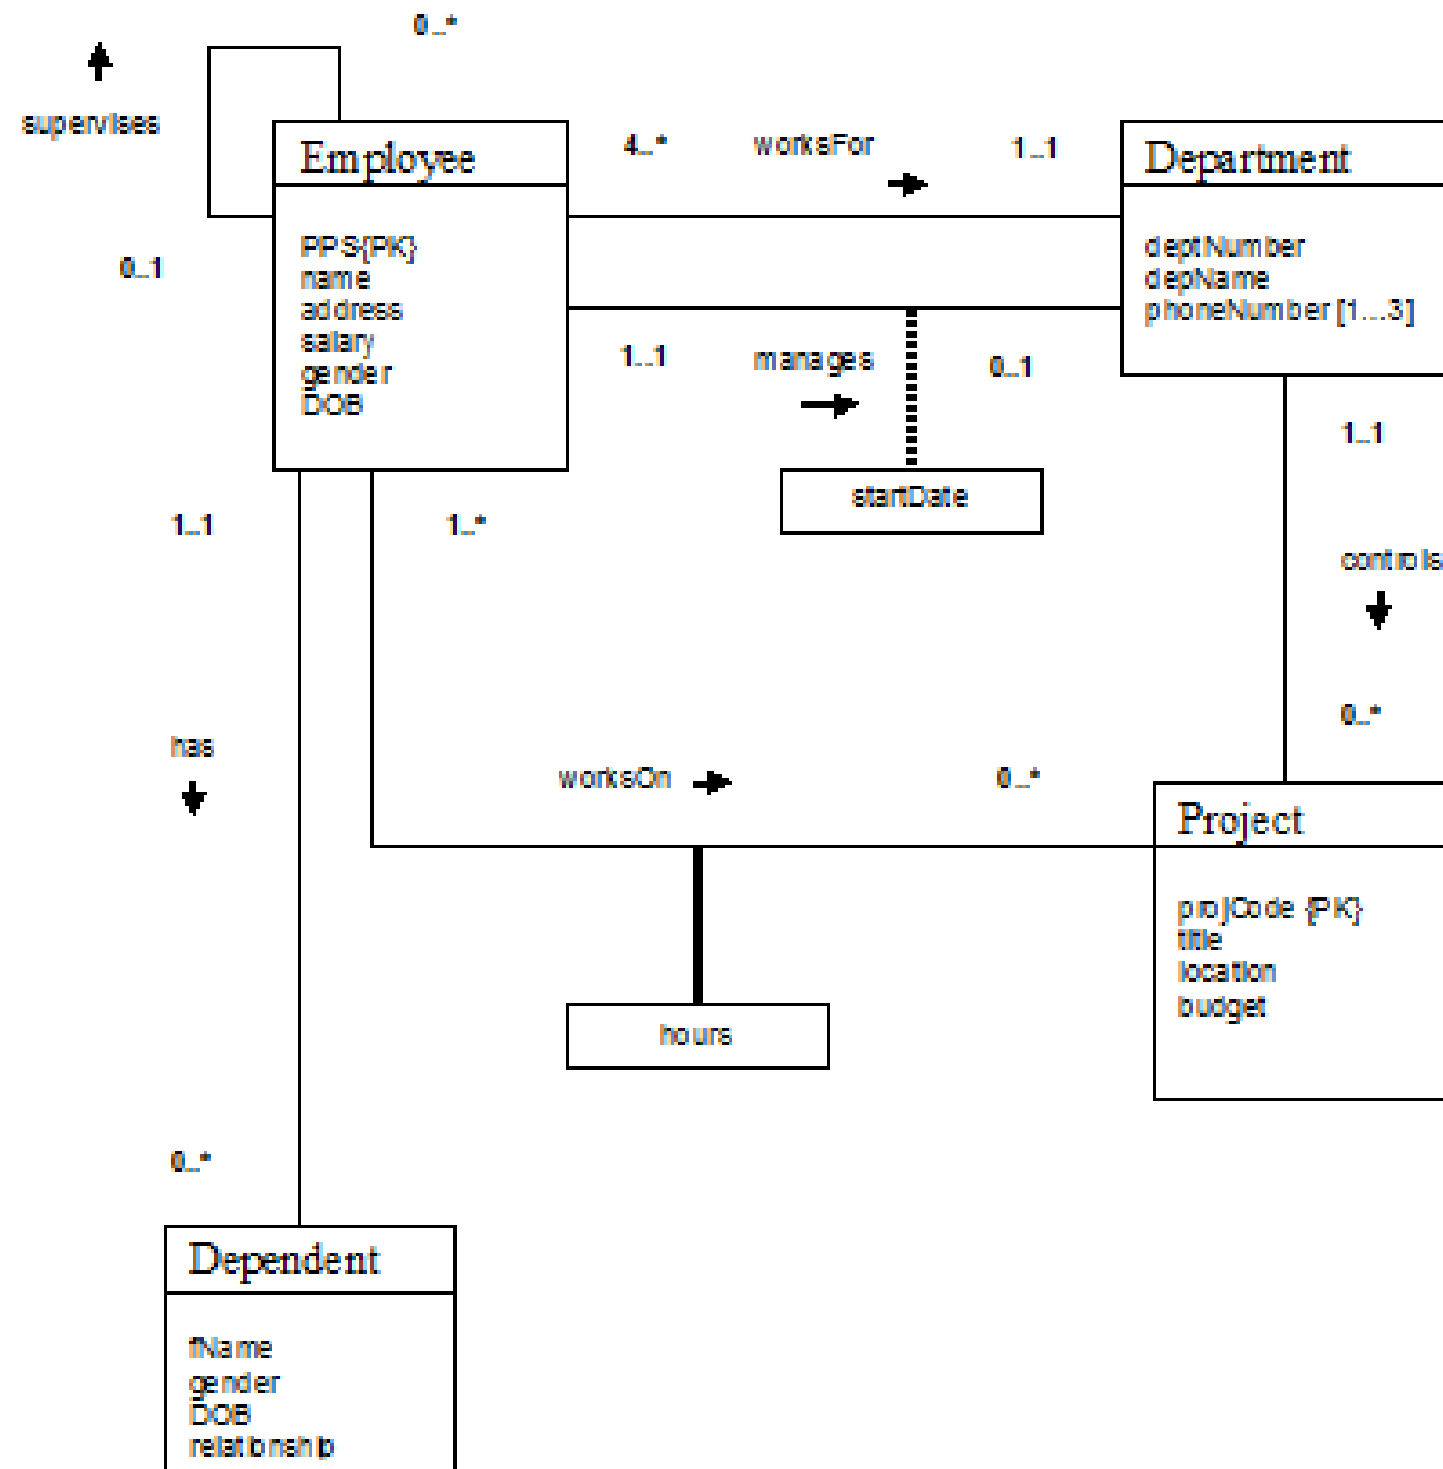 0..*
supervises
Employee
4..*
worksFor
1..1
Department
PPS{PK}
name
address
salary
gender
DOB
0..1
deptNumber
depName
phoneNumber [1...3]
1..1
manages
0..1
startDate
1..1
controls
0..*
1..1
1..*
has
worksOn
0..*
Project
projCode {PK}
title
location
budget
hours
0..*
Dependent
fName
gender
DOB
relationship